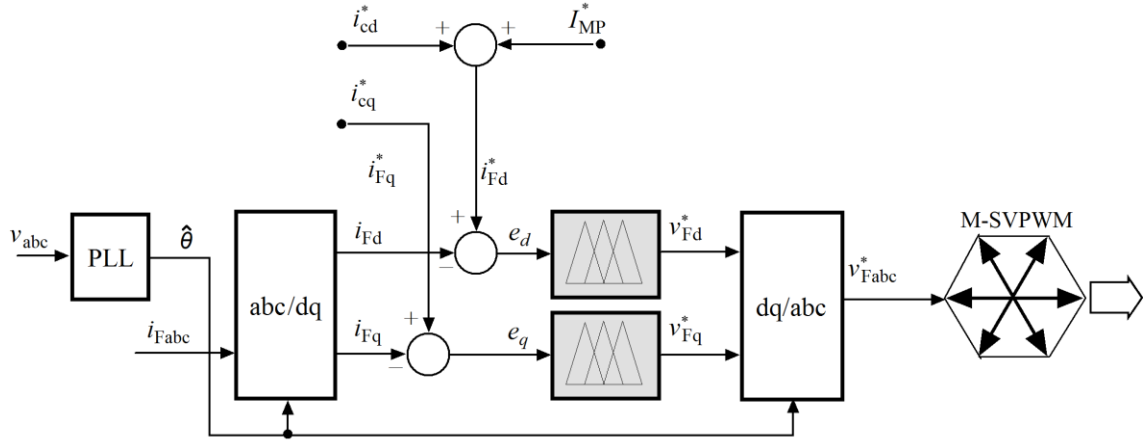 i*cd
+
+
I*MP
i*cq
i*Fq
i*Fd
+
vabc
PLL
θ̂
abc/dq
iFd
−
ed
v*Fd
dq/abc
v*Fabc
M-SVPWM
iFabc
iFq
+
−
eq
v*Fq